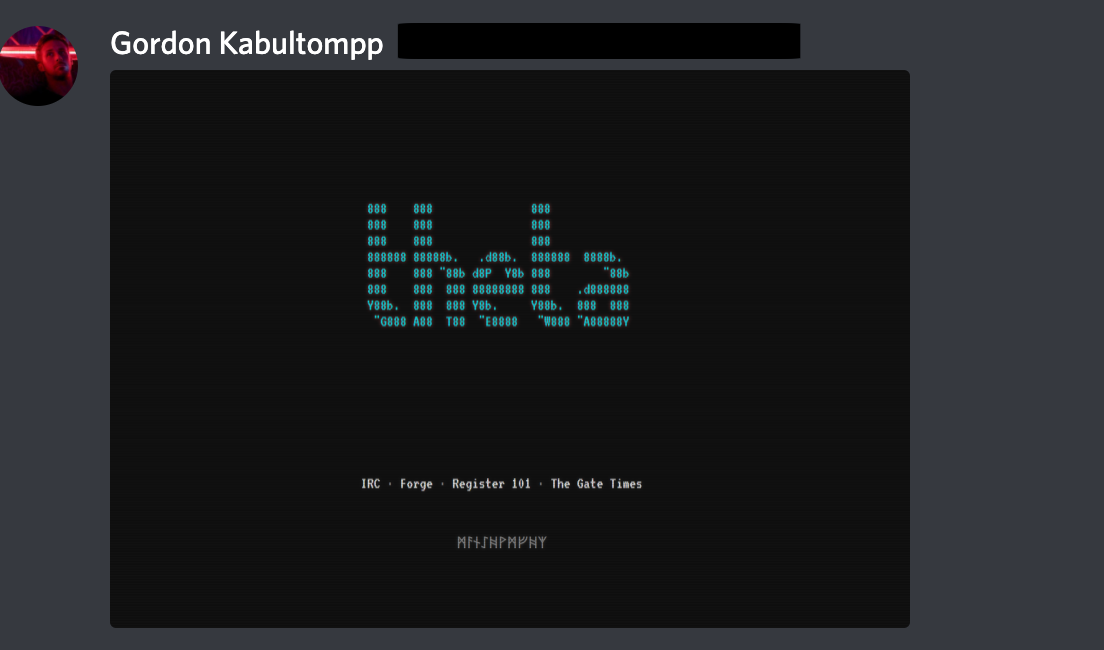 Gordon Kabultompp
888    888               888
888    888               888
888    888               888
888888 88888b.   .d88b.  888888  8888b.
888    888 "88b d8P  Y8b 888        "88b
888    888  888 88888888 888    .d888888
Y88b.  888  888 Y8b.     Y88b.  888  888
 "G888 A88  T88  "E8888   "W888 "A88888Y
IRC · Forge · Register 101 · The Gate Times